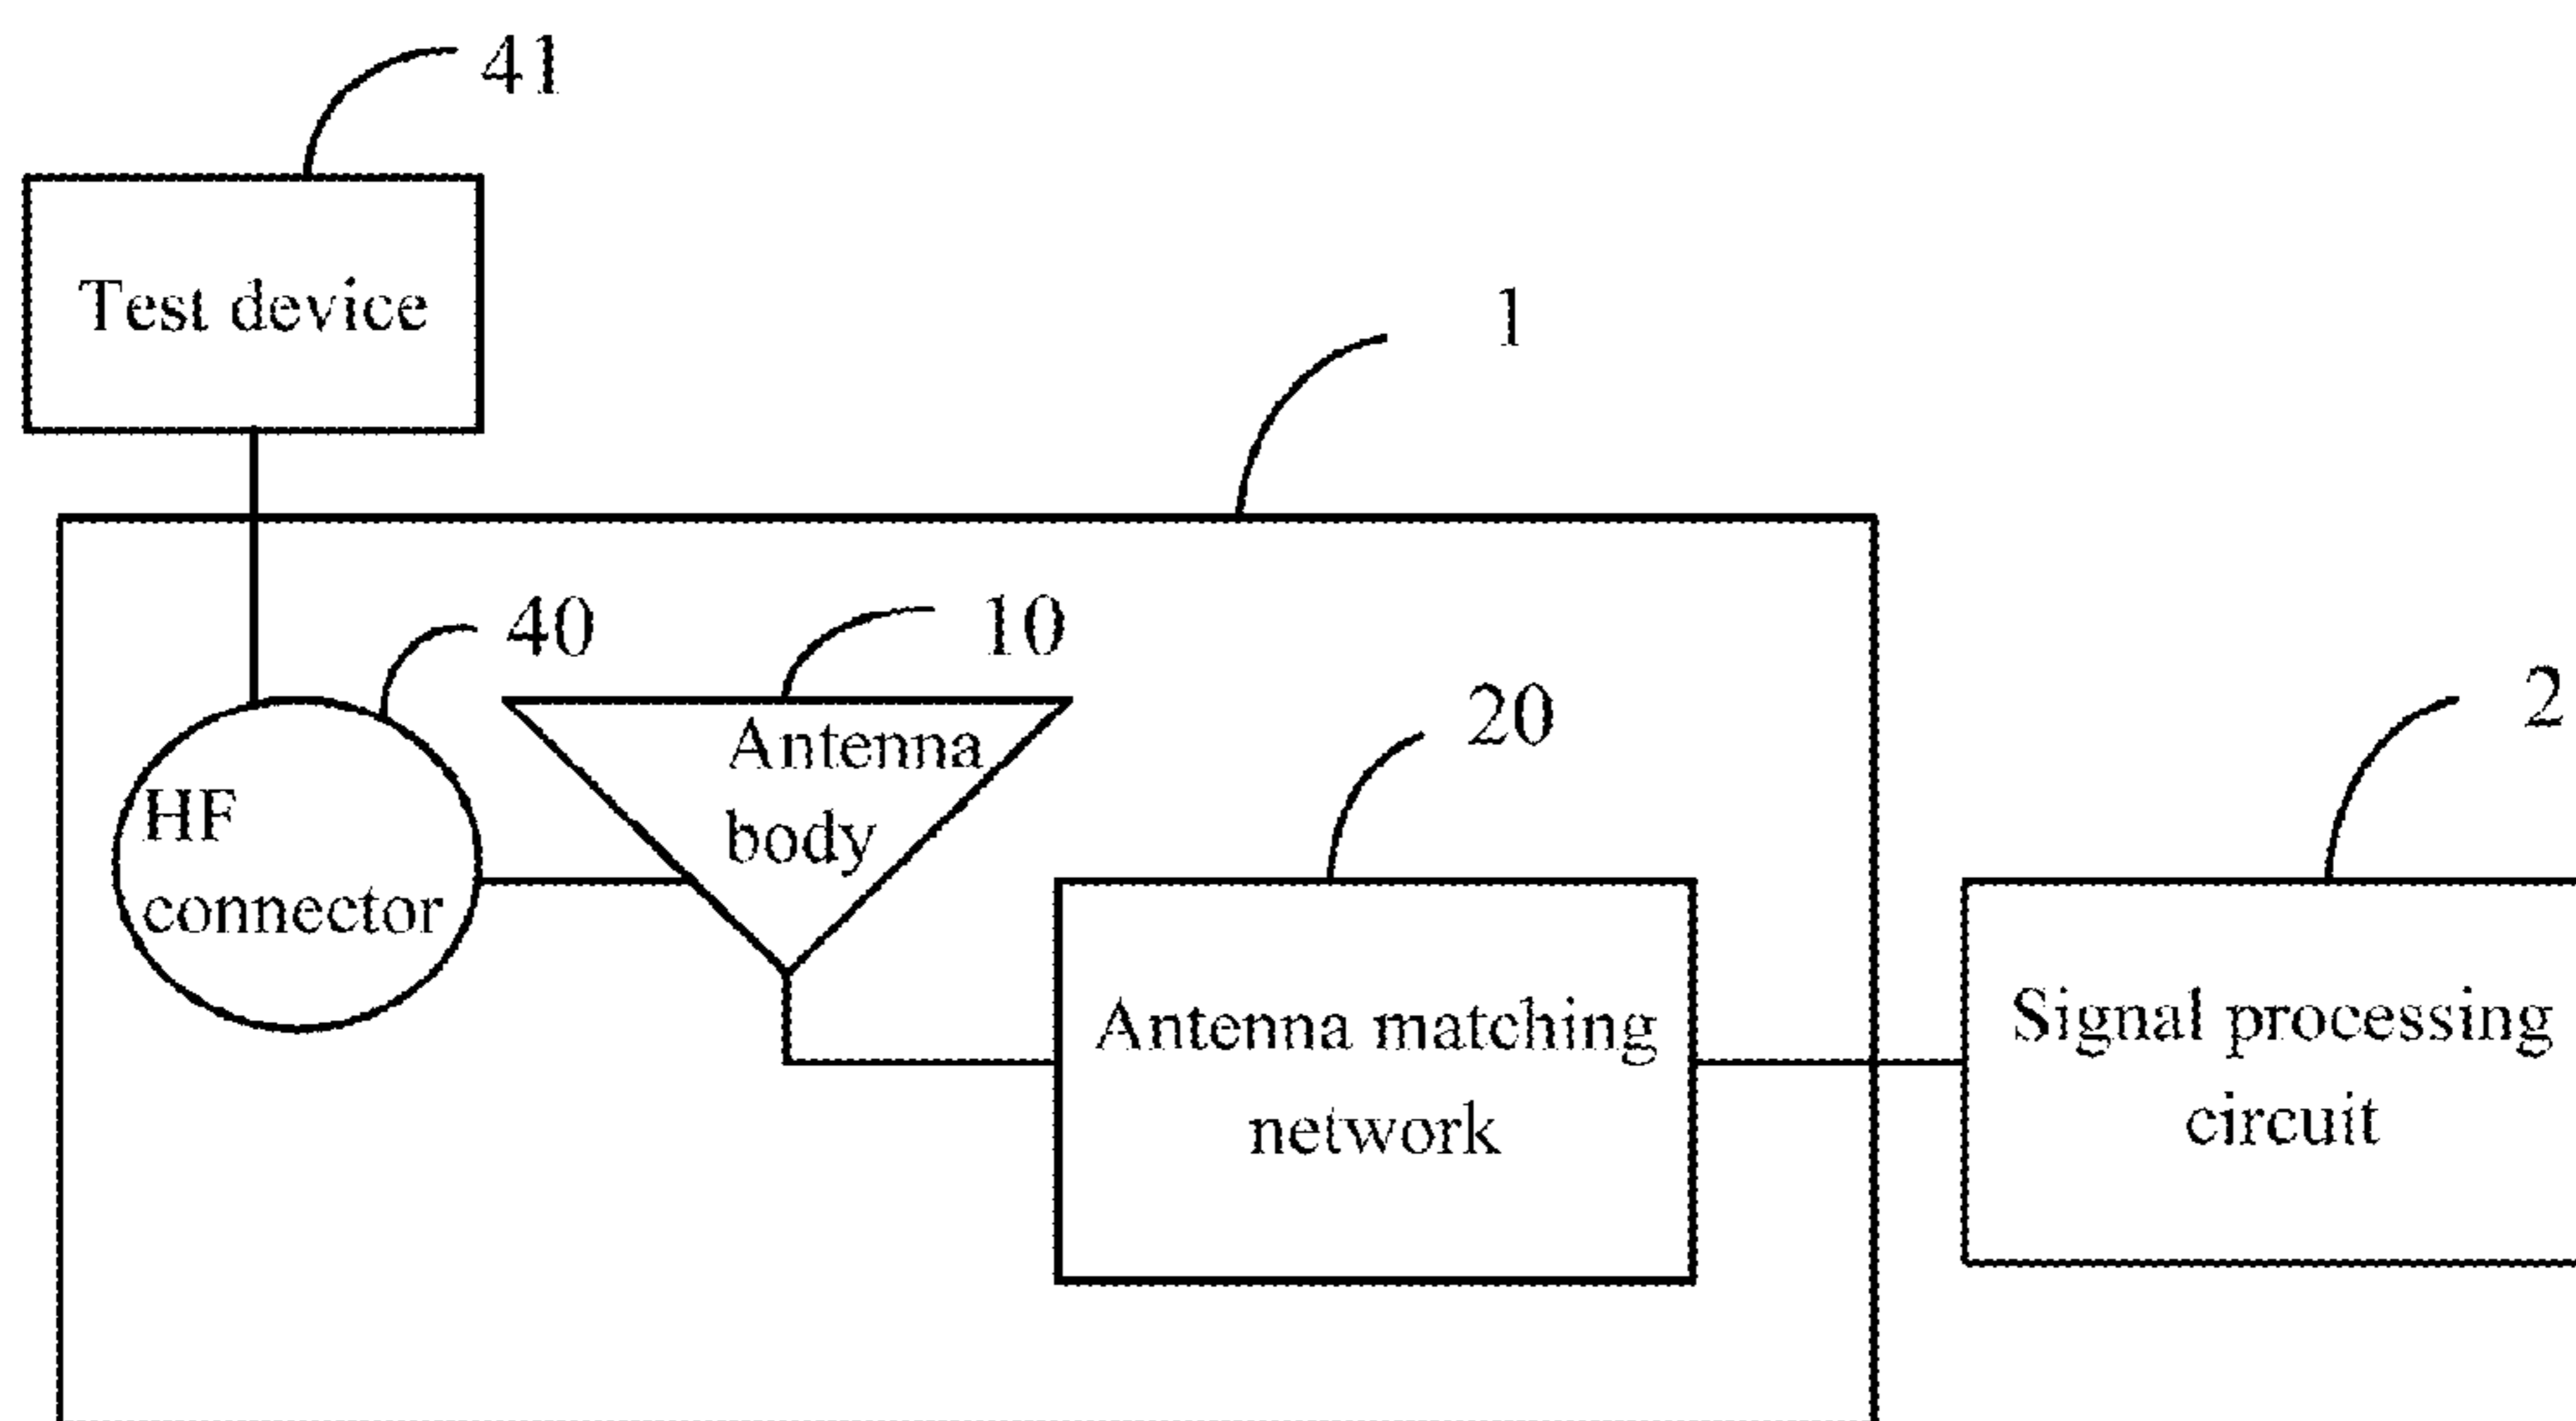 41
Test device
1
40
10
20
2
Antenna
body
HF
connector
Antenna matching
network
Signal processing
circuit